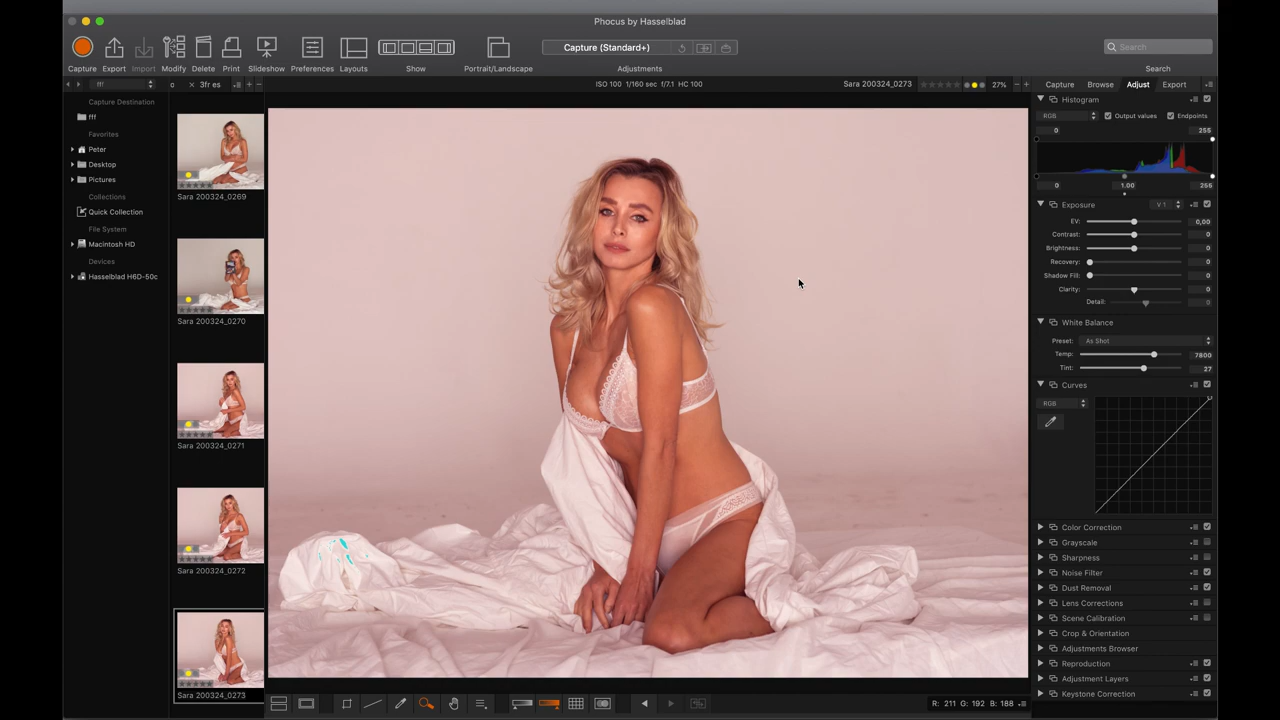 Phocus by Hasselblad
Capture (Standard+)
Search
Capture Export Import Modify Delete Print Slideshow Preferences Layouts Show Portrait/Landscape Adjustments Search
fff 3fr es ISO 100 1/160 sec f/7.1 HC 100 Sara 200324_0273 27% Capture Browse Adjust Export
Capture Destination
fff
Favorites
Peter
Desktop
Pictures
Collections
Quick Collection
File System
Macintosh HD
Devices
Hasselblad H6D-50c
Sara 200324_0269
Sara 200324_0270
Sara 200324_0271
Sara 200324_0272
Sara 200324_0273
Histogram
RGB Output values Endpoints
0 255
0 1.00 256
Exposure V 1
EV: 0,00
Contrast: 0
Brightness: 0
Recovery: 0
Shadow Fill: 0
Clarity: 0
Detail: 0
White Balance
Preset: As Shot
Temp: 7800
Tint: 27
Curves
RGB
Color Correction
Grayscale
Sharpness
Noise Filter
Dust Removal
Lens Corrections
Scene Calibration
Crop & Orientation
Adjustments Browser
Reproduction
Adjustment Layers
Keystone Correction
R: 211 G: 192 B: 188